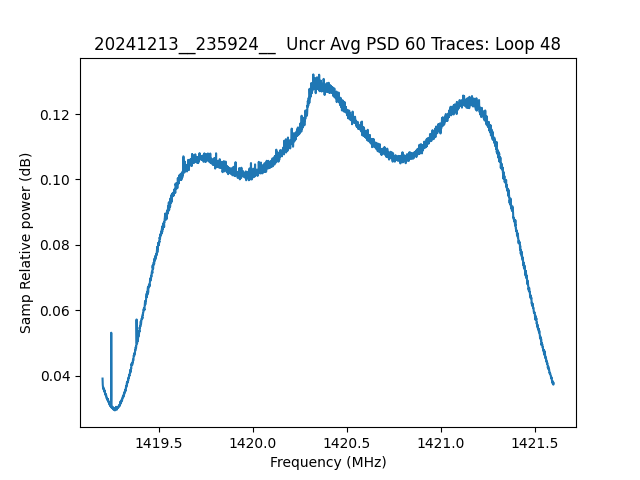 20241213__235924__  Uncr Avg PSD 60 Traces: Loop 48
Samp Relative power (dB)
0.12
0.10
0.08
0.06
0.04
1419.5 1420.0 1420.5 1421.0 1421.5
Frequency (MHz)